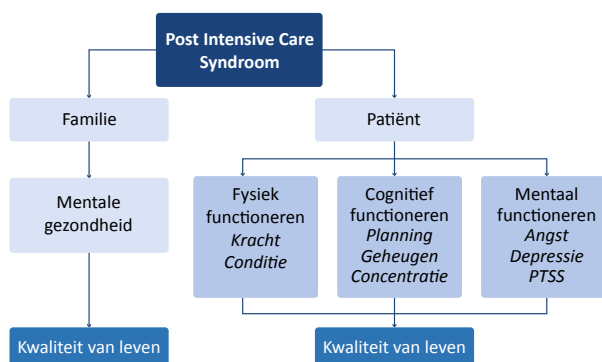 Post Intensive Care
Syndroom
Familie
Patiënt
Mentale
gezondheid
Fysiek
functioneren
Kracht
Conditie
Cognitief
functioneren
Planning
Geheugen
Concentratie
Mentaal
functioneren
Angst
Depressie
PTSS
Kwaliteit van leven
Kwaliteit van leven